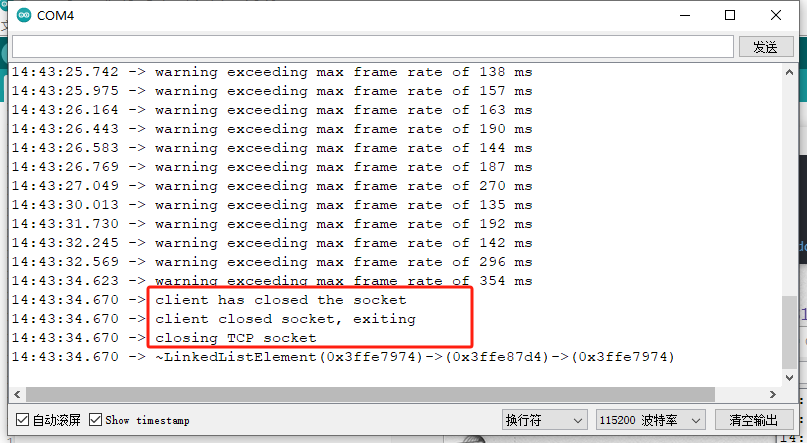 COM4
发送
14:43:25.742 -> warning exceeding max frame rate of 138 ms
14:43:25.975 -> warning exceeding max frame rate of 157 ms
14:43:26.164 -> warning exceeding max frame rate of 163 ms
14:43:26.443 -> warning exceeding max frame rate of 190 ms
14:43:26.583 -> warning exceeding max frame rate of 144 ms
14:43:26.769 -> warning exceeding max frame rate of 187 ms
14:43:27.049 -> warning exceeding max frame rate of 270 ms
14:43:30.013 -> warning exceeding max frame rate of 135 ms
14:43:31.730 -> warning exceeding max frame rate of 192 ms
14:43:32.245 -> warning exceeding max frame rate of 142 ms
14:43:32.569 -> warning exceeding max frame rate of 296 ms
14:43:34.623 -> warning exceeding max frame rate of 354 ms
14:43:34.670 -> client has closed the socket
14:43:34.670 -> client closed socket, exiting
14:43:34.670 -> closing TCP socket
14:43:34.670 -> ~LinkedListElement(0x3ffe7974)->(0x3ffe87d4)->(0x3ffe7974)
自动滚屏 Show timestamp 换行符 115200 波特率 清空输出